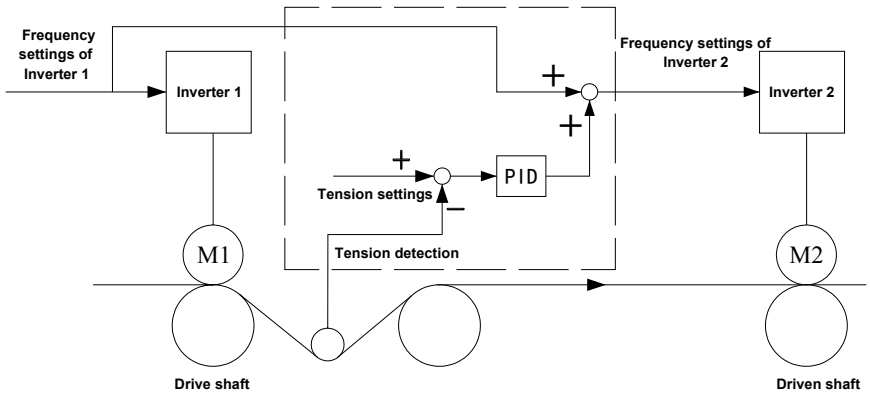 Frequency
settings of
Inverter 1
Inverter 1
Frequency settings of
Inverter 2
Inverter 2
+
+
+
PID
Tension settings
−
Tension detection
M1
M2
Drive shaft
Driven shaft